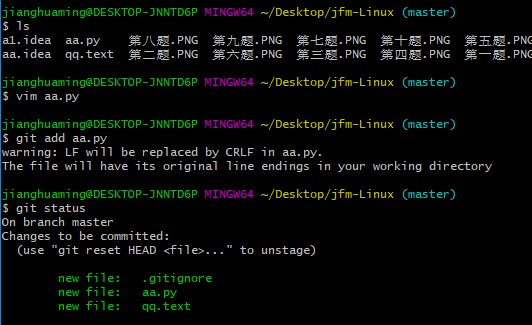 jianghuaming@DESKTOP-JNNTD6P MINGW64 ~/Desktop/jfm-Linux (master)
$ ls
a1.idea  aa.py    第八题.PNG  第九题.PNG  第七题.PNG  第十题.PNG  第五题.PNG
aa.idea  qq.text  第二题.PNG  第六题.PNG  第三题.PNG  第四题.PNG  第一题.PNG
jianghuaming@DESKTOP-JNNTD6P MINGW64 ~/Desktop/jfm-Linux (master)
$ vim aa.py
jianghuaming@DESKTOP-JNNTD6P MINGW64 ~/Desktop/jfm-Linux (master)
$ git add aa.py
warning: LF will be replaced by CRLF in aa.py.
The file will have its original line endings in your working directory
jianghuaming@DESKTOP-JNNTD6P MINGW64 ~/Desktop/jfm-Linux (master)
$ git status
On branch master
Changes to be committed:
  (use "git reset HEAD <file>..." to unstage)
        new file:   .gitignore
        new file:   aa.py
        new file:   qq.text